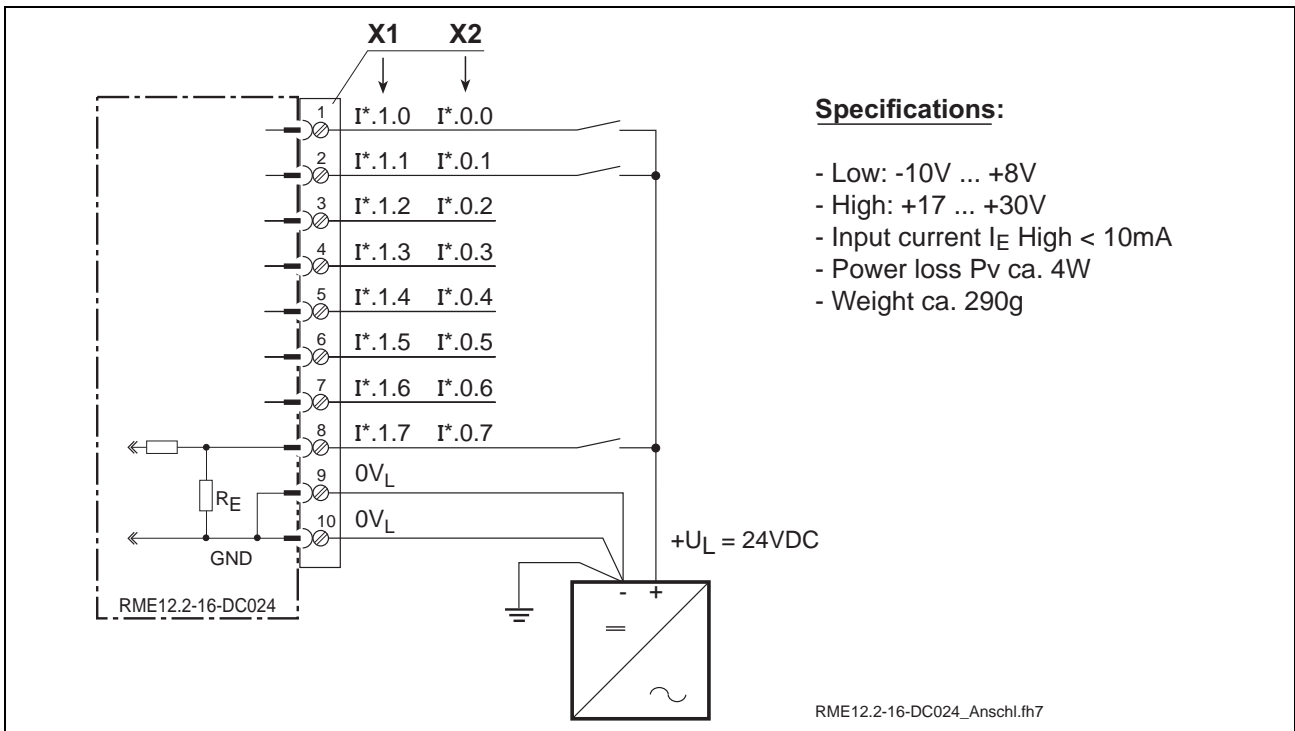 X1 X2
1 I*.1.0 I*.0.0
2 I*.1.1 I*.0.1
3 I*.1.2 I*.0.2
4 I*.1.3 I*.0.3
5 I*.1.4 I*.0.4
6 I*.1.5 I*.0.5
7 I*.1.6 I*.0.6
8 I*.1.7 I*.0.7
9 0VL
10 0VL
RE
GND
RME12.2-16-DC024
+UL = 24VDC
- +
Specifications:
- Low: -10V ... +8V
- High: +17 ... +30V
- Input current IE High < 10mA
- Power loss Pv ca. 4W
- Weight ca. 290g
RME12.2-16-DC024_Anschl.fh7